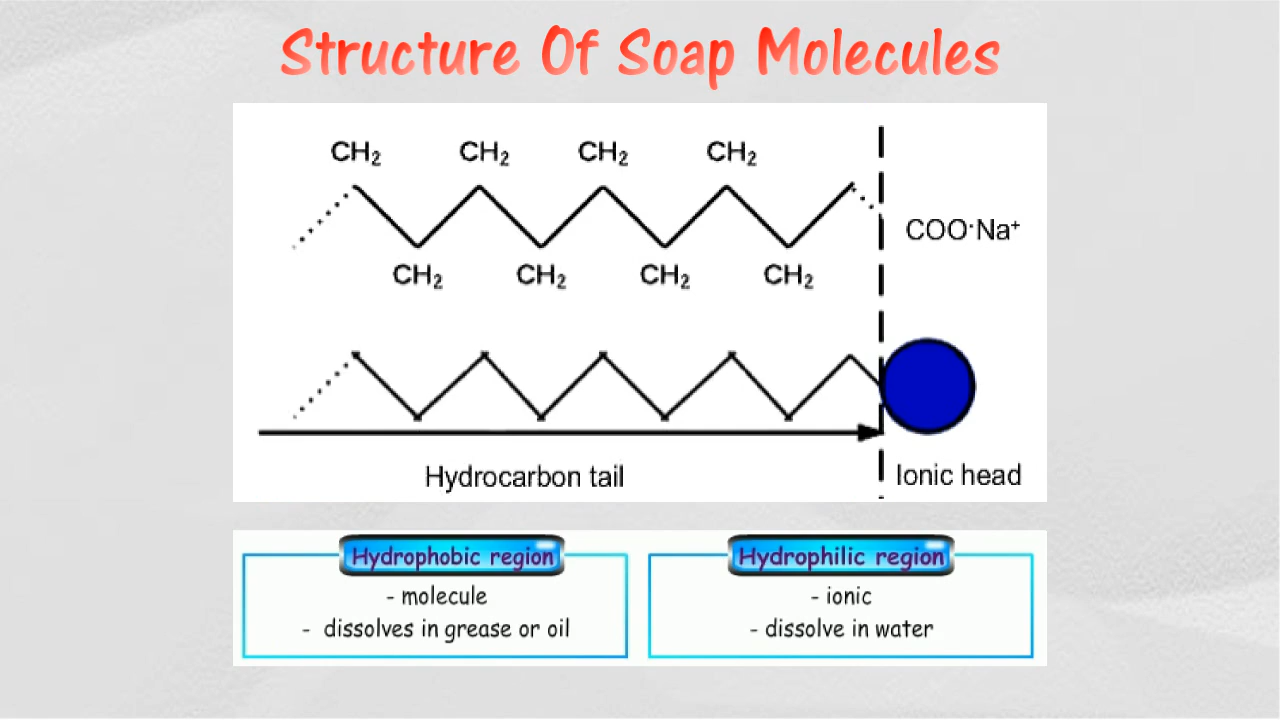 Structure Of Soap Molecules
CH₂ CH₂ CH₂ CH₂
COO·Na⁺
CH₂ CH₂ CH₂ CH₂
Hydrocarbon tail
Ionic head
Hydrophobic region
- molecule
- dissolves in grease or oil
Hydrophilic region
- ionic
- dissolve in water